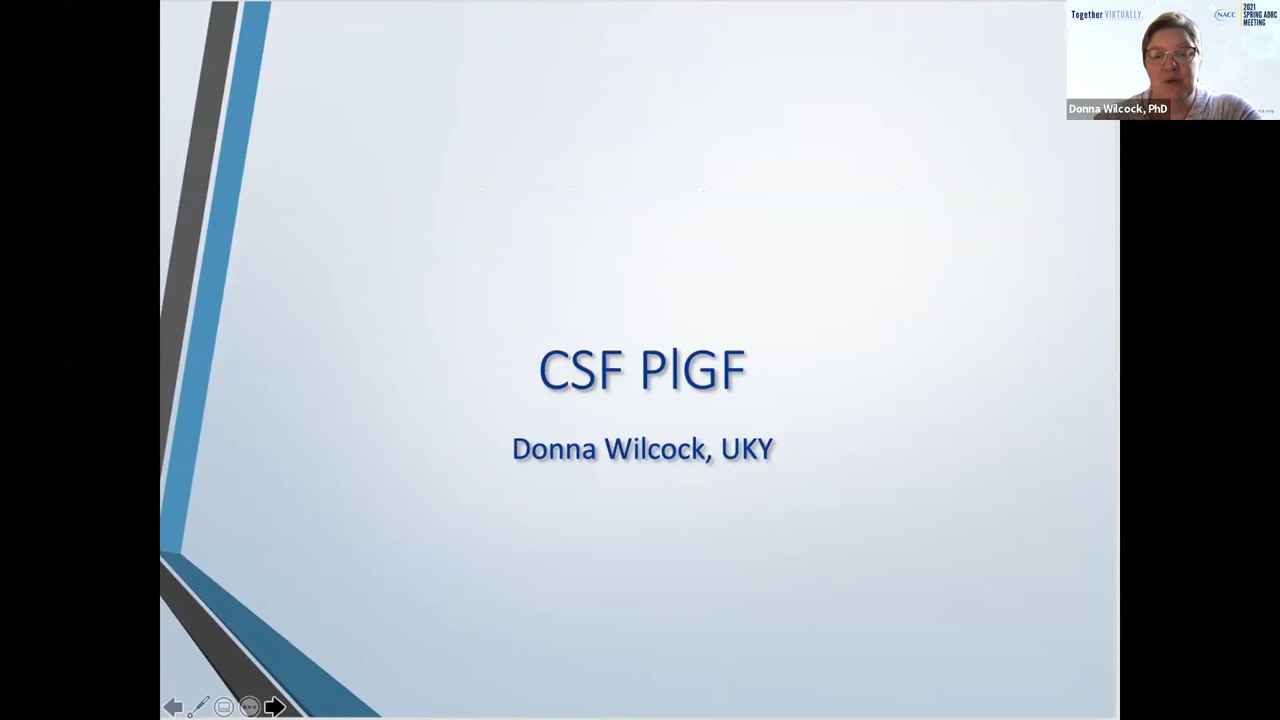 Together VIRTUALLY.
NACC
2021
SPRING ADRC
MEETING
Donna Wilcock, PhD
CSF PlGF
Donna Wilcock, UKY